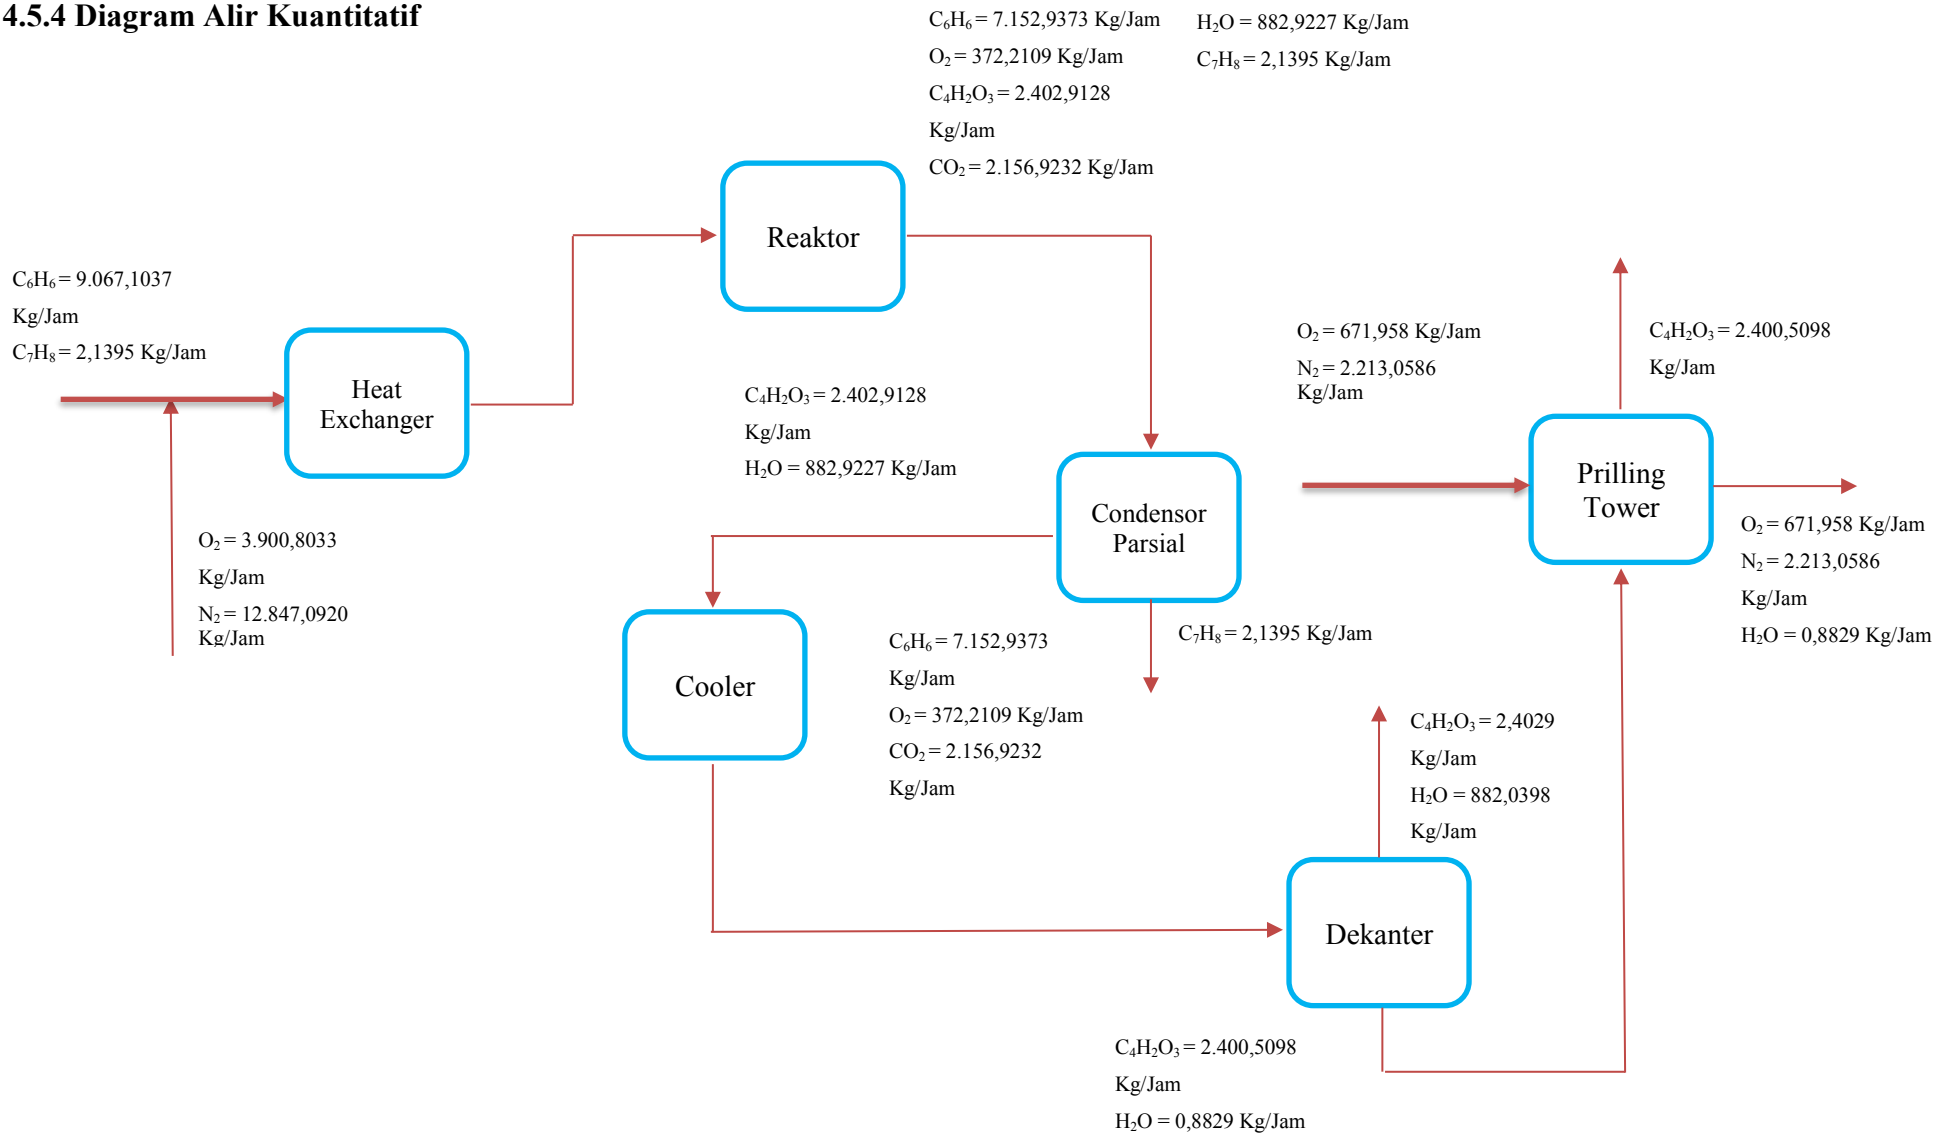 4.5.4 Diagram Alir Kuantitatif
C₆H₆ = 7.152,9373 Kg/Jam
O₂ = 372,2109 Kg/Jam
C₄H₂O₃ = 2.402,9128
Kg/Jam
CO₂ = 2.156,9232 Kg/Jam
H₂O = 882,9227 Kg/Jam
C₇H₈ = 2,1395 Kg/Jam
Reaktor
C₆H₆ = 9.067,1037
Kg/Jam
C₇H₈ = 2,1395 Kg/Jam
Heat
Exchanger
O₂ = 3.900,8033
Kg/Jam
N₂ = 12.847,0920
Kg/Jam
C₄H₂O₃ = 2.402,9128
Kg/Jam
H₂O = 882,9227 Kg/Jam
Condensor
Parsial
O₂ = 671,958 Kg/Jam
N₂ = 2.213,0586
Kg/Jam
C₄H₂O₃ = 2.400,5098
Kg/Jam
Prilling
Tower
O₂ = 671,958 Kg/Jam
N₂ = 2.213,0586
Kg/Jam
H₂O = 0,8829 Kg/Jam
Cooler
C₆H₆ = 7.152,9373
Kg/Jam
O₂ = 372,2109 Kg/Jam
CO₂ = 2.156,9232
Kg/Jam
C₇H₈ = 2,1395 Kg/Jam
C₄H₂O₃ = 2,4029
Kg/Jam
H₂O = 882,0398
Kg/Jam
Dekanter
C₄H₂O₃ = 2.400,5098
Kg/Jam
H₂O = 0,8829 Kg/Jam